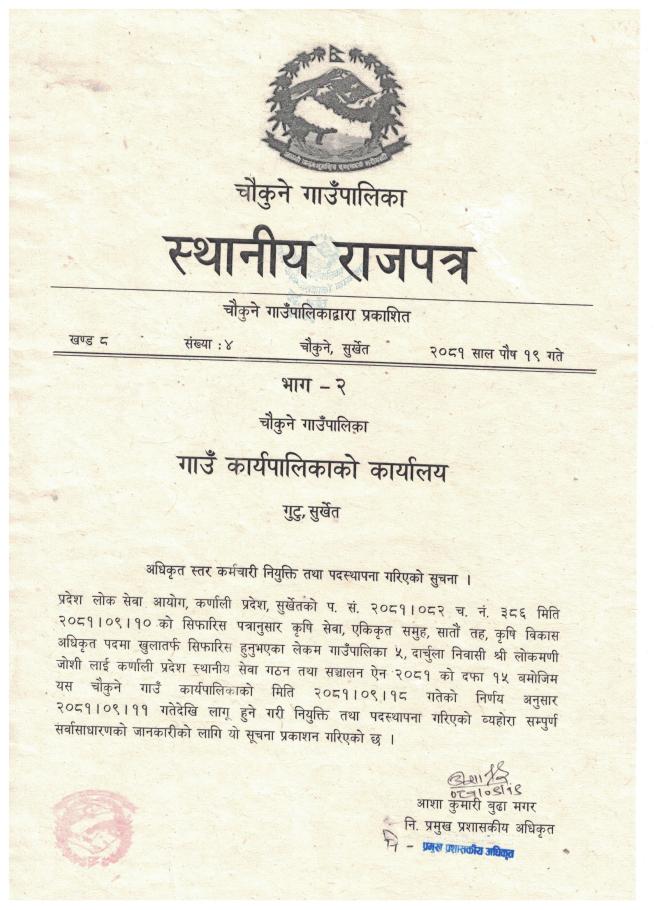 चौकुने गाउँपालिका
स्थानीय राजपत्र
चौकुने गाउँपालिकाद्वारा प्रकाशित
खण्ड ८ संख्या : ४ चौकुने, सुर्खेत २०८१ साल पौष १९ गते
भाग – २
चौकुने गाउँपालिका
गाउँ कार्यपालिकाको कार्यालय
गुटु, सुर्खेत
अधिकृत स्तर कर्मचारी नियुक्ति तथा पदस्थापना गरिएको सुचना ।
प्रदेश लोक सेवा आयोग, कर्णाली प्रदेश, सुर्खेतको प. सं. २०८१।०८२ च. नं. ३८६ मिति
२०८१।०९।१० को सिफारिस पत्रानुसार कृषि सेवा, एकिकृत समुह, सातौं तह, कृषि विकास
अधिकृत पदमा खुलातर्फ सिफारिस हुनुभएका लेकम गाउँपालिका ५, दार्चुला निवासी श्री लोकमणी
जोशी लाई कर्णाली प्रदेश स्थानीय सेवा गठन तथा सञ्चालन ऐन २०८१ को दफा १५ बमोजिम
यस चौकुने गाउँ कार्यपालिकाको मिति २०८१।०९।१८ गतेको निर्णय अनुसार
२०८१।०९।११ गतेदेखि लागू हुने गरी नियुक्ति तथा पदस्थापना गरिएको व्यहोरा सम्पुर्ण
सर्वासाधारणको जानकारीको लागि यो सूचना प्रकाशन गरिएको छ ।
आशा कुमारी बुढा मगर
नि. प्रमुख प्रशासकीय अधिकृत
नि - प्रमुख प्रशासकीय अधिकृत